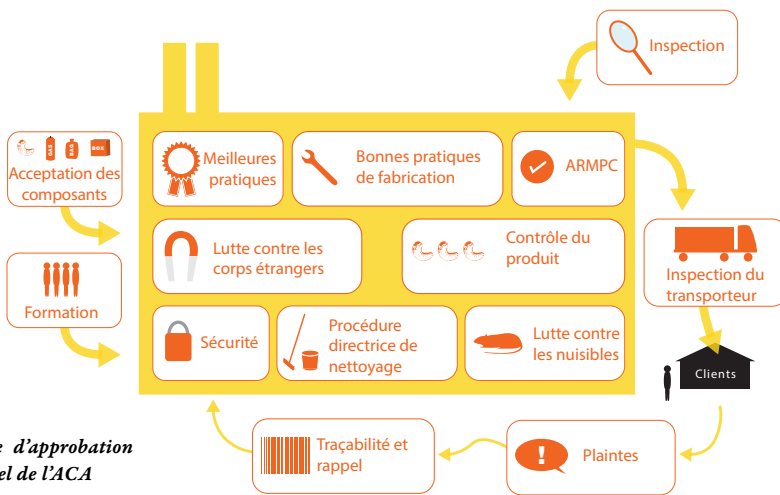 Inspection
BOX
Acceptation des
composants
Meilleures
pratiques
Bonnes pratiques
de fabrication
ARMPC
Lutte contre les
corps étrangers
Contrôle du
produit
Formation
Inspection du
transporteur
Sécurité
Procédure
directrice de
nettoyage
Lutte contre
les nuisibles
Clients
d’approbation
de l’ACA
Traçabilité et
rappel
Plaintes